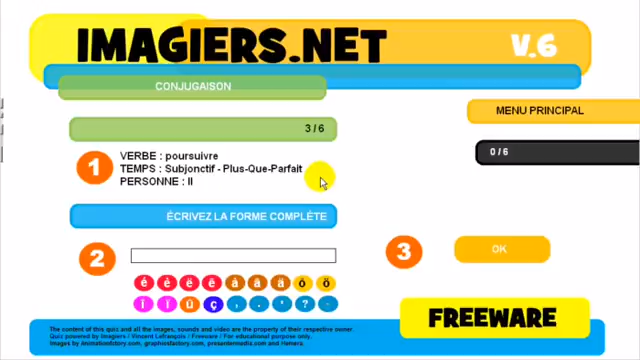 IMAGIERS.NET
V.6
CONJUGAISON
MENU PRINCIPAL
3 / 6
0 / 6
1
VERBE : poursuivre
TEMPS : Subjonctif - Plus-Que-Parfait
PERSONNE : Il
ÉCRIVEZ LA FORME COMPLÈTE
2
3
OK
FREEWARE
The content of this quiz and all the images, sounds and video are the property of their respective owner
Quiz powered by Imagiers / Vincent Lefrançois / For educational purpose only.
Images by Animationfactory.com, graphicsfactory.com, presentermedia.com and Hemera